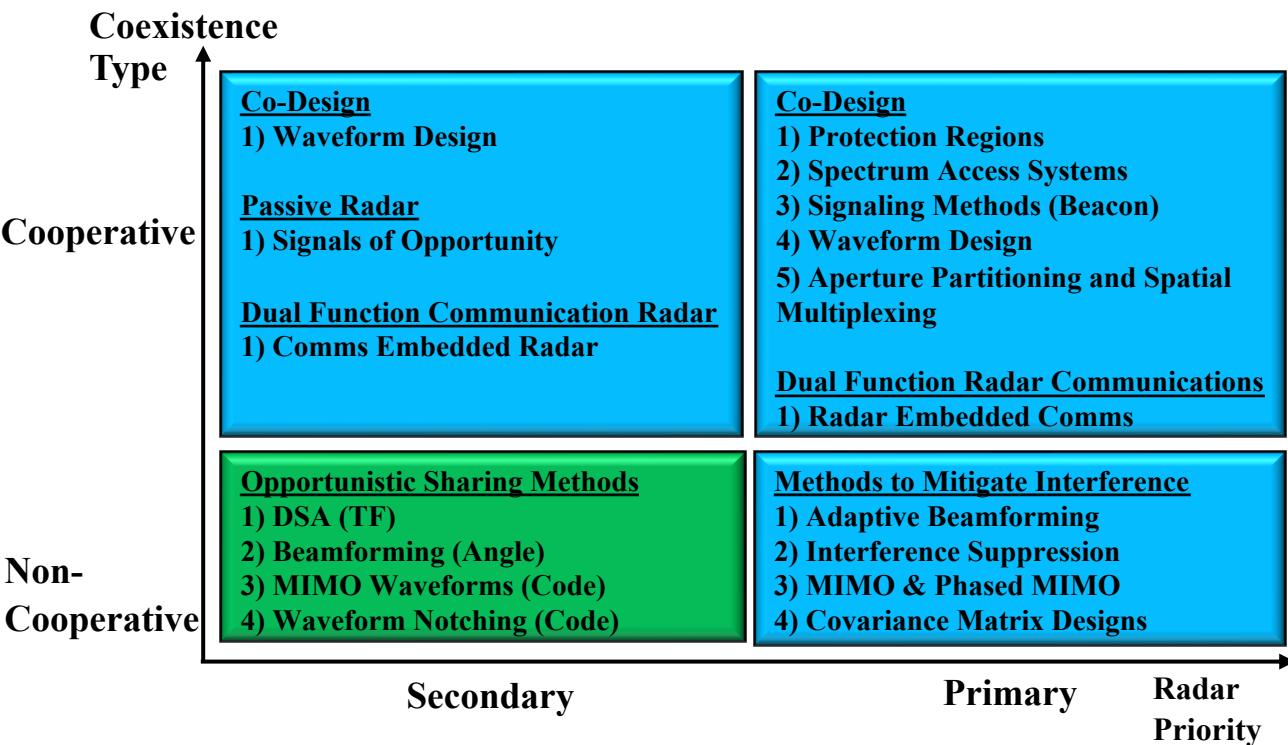 Coexistence
Type
Co-Design
1) Waveform Design
Passive Radar
1) Signals of Opportunity
Dual Function Communication Radar
1) Comms Embedded Radar
Co-Design
1) Protection Regions
2) Spectrum Access Systems
3) Signaling Methods (Beacon)
4) Waveform Design
5) Aperture Partitioning and Spatial
Multiplexing
Dual Function Radar Communications
1) Radar Embedded Comms
Cooperative
Opportunistic Sharing Methods
1) DSA (TF)
2) Beamforming (Angle)
3) MIMO Waveforms (Code)
4) Waveform Notching (Code)
Methods to Mitigate Interference
1) Adaptive Beamforming
2) Interference Suppression
3) MIMO & Phased MIMO
4) Covariance Matrix Designs
Non-
Cooperative
Secondary
Primary
Radar
Priority